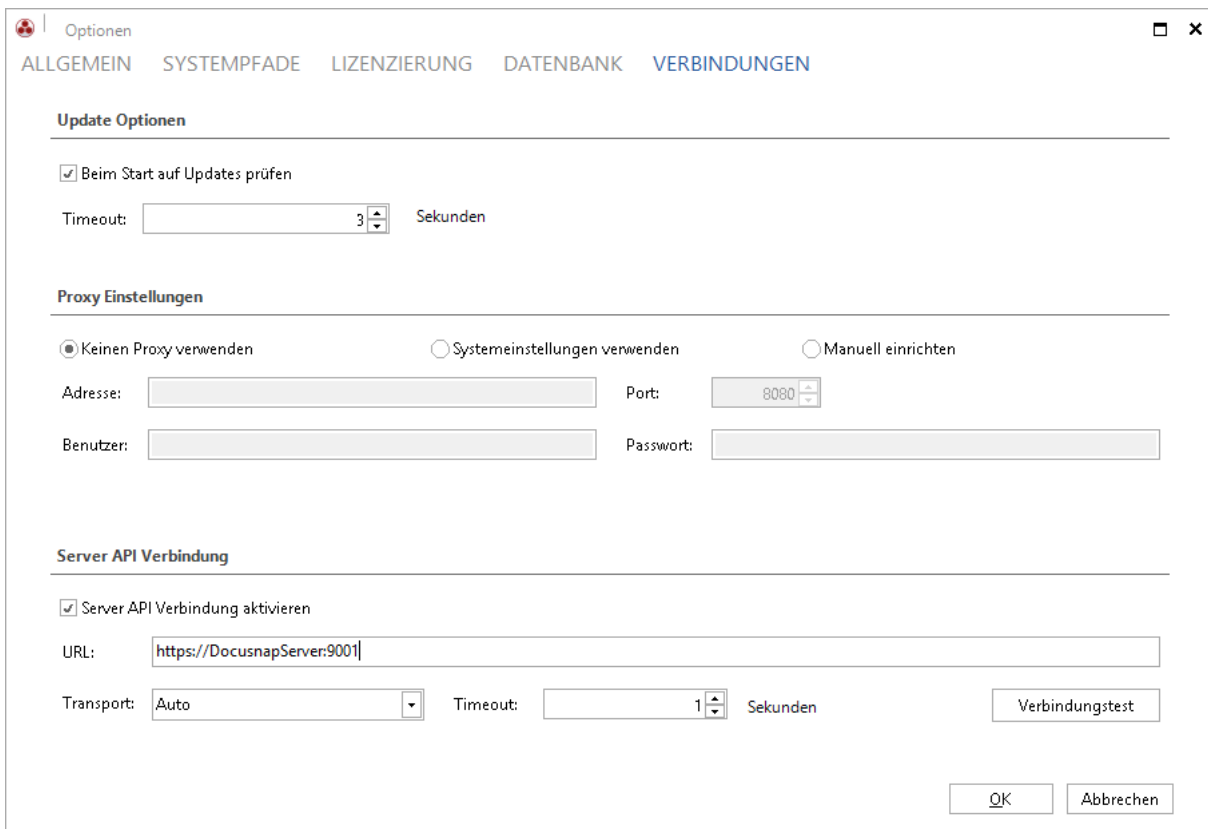 Optionen
ALLGEMEIN SYSTEMPFADE LIZENZIERUNG DATENBANK VERBINDUNGEN
Update Optionen
Beim Start auf Updates prüfen
Timeout: 3 Sekunden
Proxy Einstellungen
Keinen Proxy verwenden Systemeinstellungen verwenden Manuell einrichten
Adresse: Port: 8080
Benutzer: Passwort:
Server API Verbindung
Server API Verbindung aktivieren
URL: https://DocusnapServer:9001
Transport: Auto Timeout: 1 Sekunden Verbindungstest
OK Abbrechen